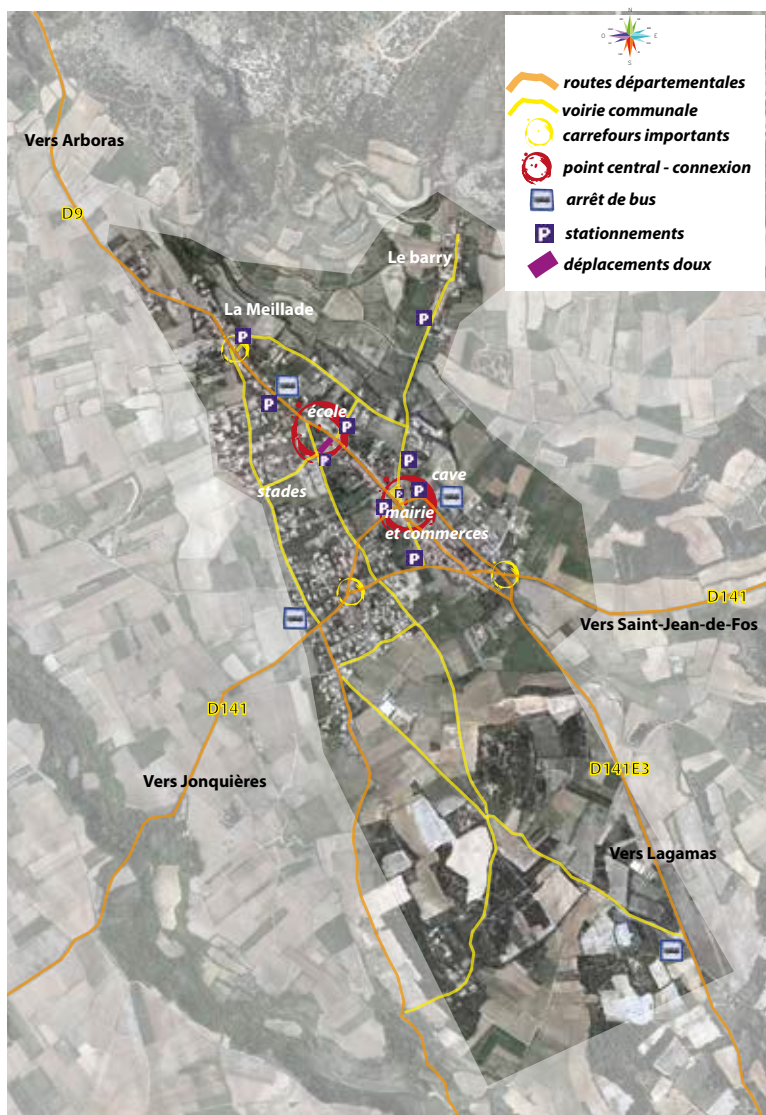 N
O
E
S
routes départementales
voirie communale
carrefours importants
point central - connexion
arrêt de bus
P
stationnements
déplacements doux
Vers Arboras
D9
Le barry
La Meillade
P
P
P
école
P
P
stades
P
cave
P
P
P
mairie
et commerces
P
D141
Vers Saint-Jean-de-Fos
D141
D141E3
Vers Jonquières
Vers Lagamas